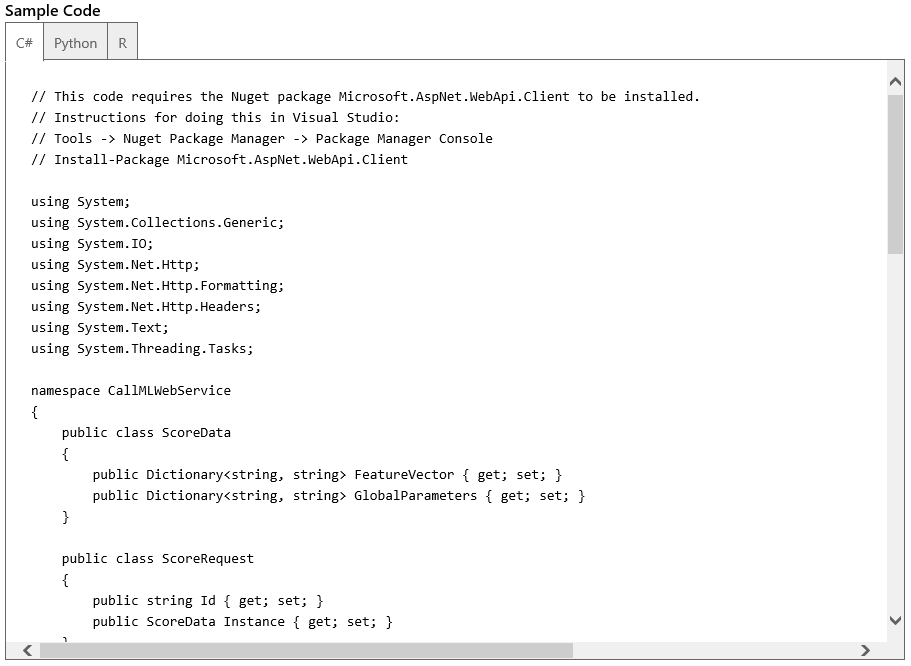 Sample Code
C# Python R
// This code requires the Nuget package Microsoft.AspNet.WebApi.Client to be installed.
// Instructions for doing this in Visual Studio:
// Tools -> Nuget Package Manager -> Package Manager Console
// Install-Package Microsoft.AspNet.WebApi.Client
using System;
using System.Collections.Generic;
using System.IO;
using System.Net.Http;
using System.Net.Http.Formatting;
using System.Net.Http.Headers;
using System.Text;
using System.Threading.Tasks;
namespace CallMLWebService
{
    public class ScoreData
    {
        public Dictionary<string, string> FeatureVector { get; set; }
        public Dictionary<string, string> GlobalParameters { get; set; }
    }
    public class ScoreRequest
    {
        public string Id { get; set; }
        public ScoreData Instance { get; set; }
    }